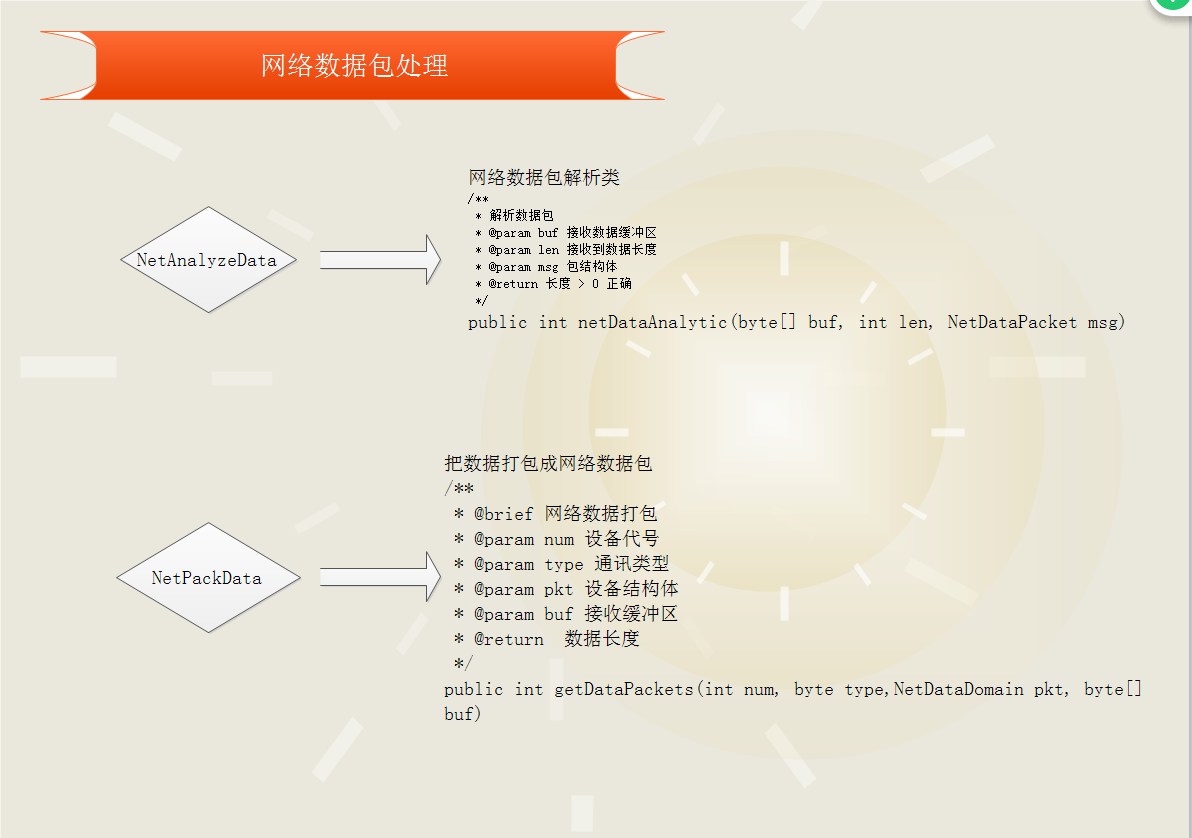 网络数据包处理
网络数据包解析类
/**
* 解析数据包
* @param buf 接收数据缓冲区
* @param len 接收到数据长度
* @param msg 包结构体
* @return 长度 > 0 正确
*/
public int netDataAnalytic(byte[] buf, int len, NetDataPacket msg)
NetAnalyzeData
把数据打包成网络数据包
/**
* @brief 网络数据打包
* @param num 设备代号
* @param type 通讯类型
* @param pkt 设备结构体
* @param buf 接收缓冲区
* @return  数据长度
*/
public int getDataPackets(int num, byte type,NetDataDomain pkt, byte[]
buf)
NetPackData